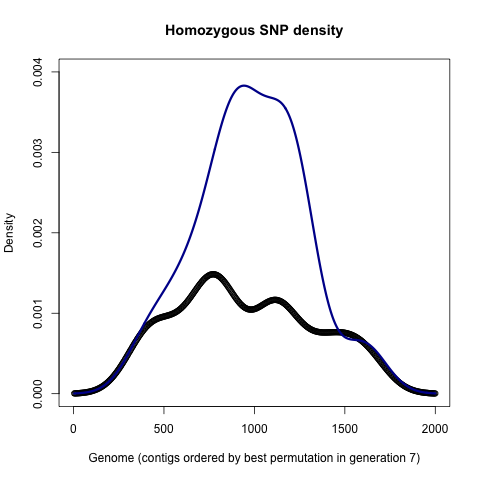 Homozygous SNP density
Density
0.004
0.003
0.002
0.001
0.000
0 500 1000 1500 2000
Genome (contigs ordered by best permutation in generation 7)